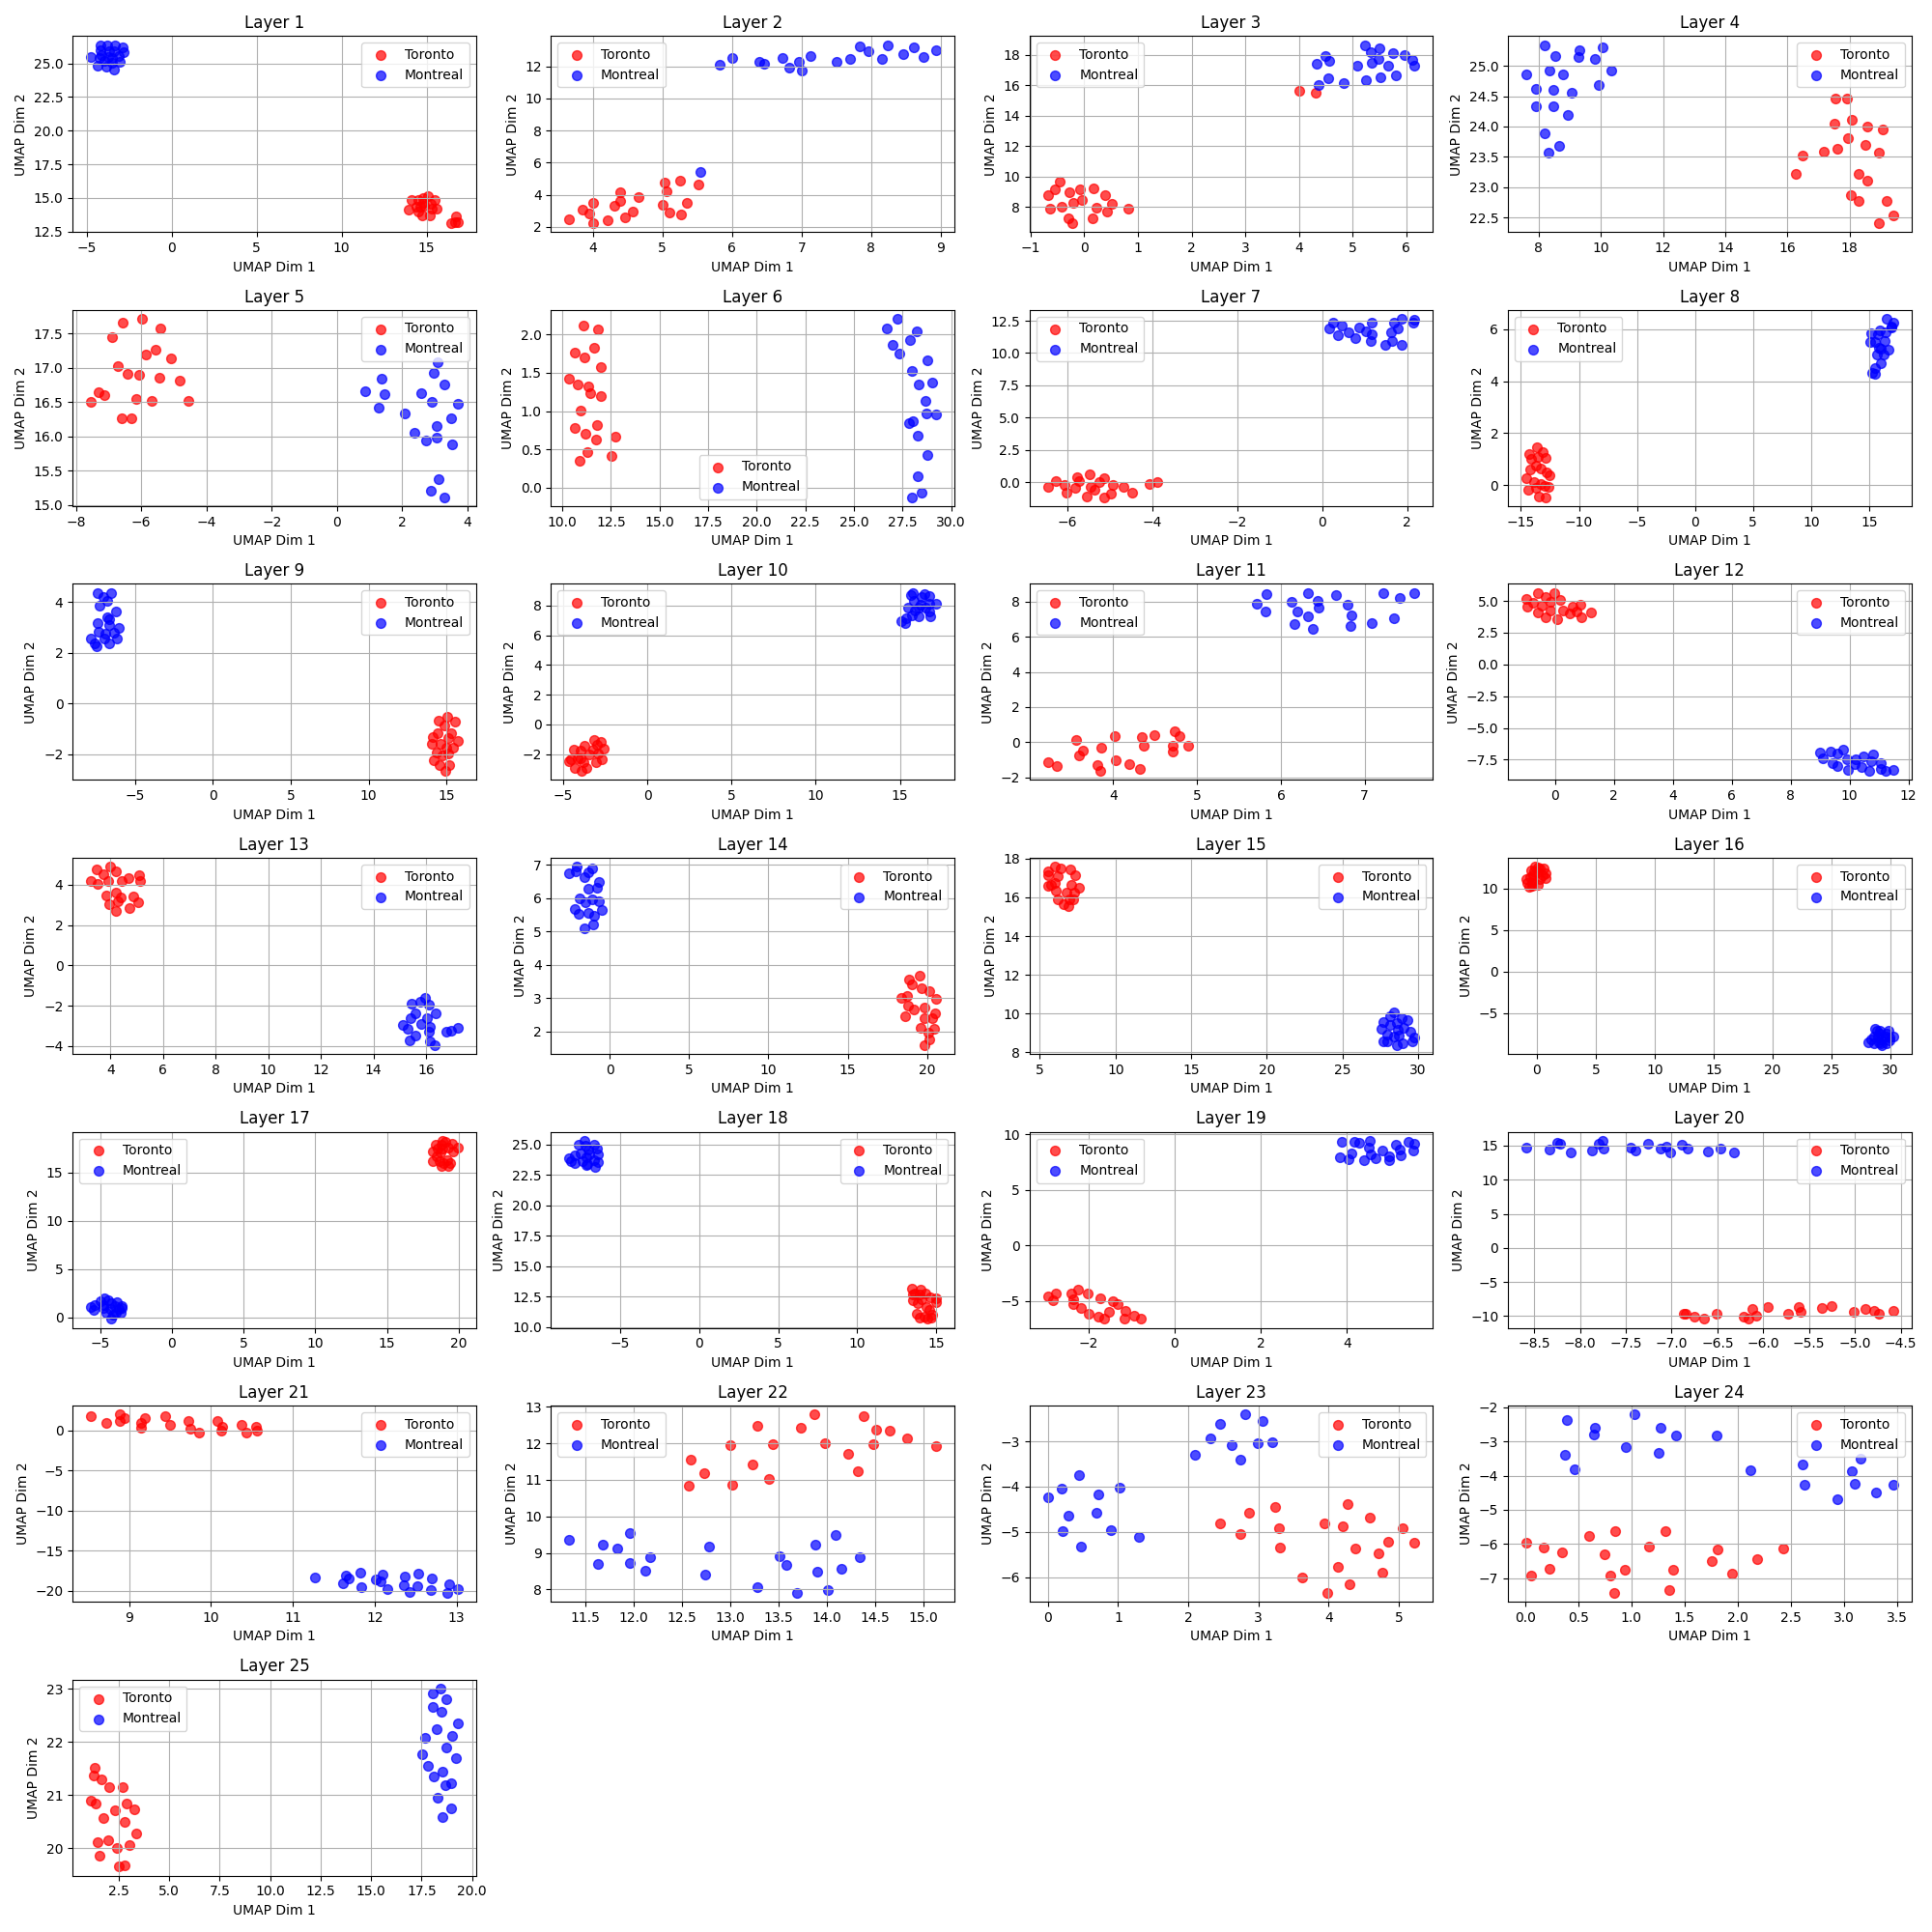 Layer 1
Toronto
Montreal
25.0
22.5
20.0
17.5
15.0
12.5
UMAP Dim 2
−5
0
5
10
15
UMAP Dim 1
Layer 2
Toronto
Montreal
12
10
8
6
4
2
UMAP Dim 2
4
5
6
7
8
9
UMAP Dim 1
Layer 3
Toronto
Montreal
18
16
14
12
10
8
UMAP Dim 2
−1
0
1
2
3
4
5
6
UMAP Dim 1
Layer 4
Toronto
Montreal
25.0
24.5
24.0
23.5
23.0
22.5
UMAP Dim 2
8
10
12
14
16
18
UMAP Dim 1
Layer 5
Toronto
Montreal
17.5
17.0
16.5
16.0
15.5
15.0
UMAP Dim 2
−8
−6
−4
−2
0
2
4
UMAP Dim 1
Layer 6
Toronto
Montreal
2.0
1.5
1.0
0.5
0.0
UMAP Dim 2
10.0
12.5
15.0
17.5
20.0
22.5
25.0
27.5
30.0
UMAP Dim 1
Layer 7
Toronto
Montreal
12.5
10.0
7.5
5.0
2.5
0.0
UMAP Dim 2
−6
−4
−2
0
2
UMAP Dim 1
Layer 8
Toronto
Montreal
6
4
2
0
UMAP Dim 2
−15
−10
−5
0
5
10
15
UMAP Dim 1
Layer 9
Toronto
Montreal
4
2
0
−2
UMAP Dim 2
−5
0
5
10
15
UMAP Dim 1
Layer 10
Toronto
Montreal
8
6
4
2
0
−2
UMAP Dim 2
−5
0
5
10
15
UMAP Dim 1
Layer 11
Toronto
Montreal
8
6
4
2
0
−2
UMAP Dim 2
4
5
6
7
UMAP Dim 1
Layer 12
Toronto
Montreal
5.0
2.5
0.0
−2.5
−5.0
−7.5
UMAP Dim 2
0
2
4
6
8
10
12
UMAP Dim 1
Layer 13
Toronto
Montreal
4
2
0
−2
−4
UMAP Dim 2
4
6
8
10
12
14
16
UMAP Dim 1
Layer 14
Toronto
Montreal
7
6
5
4
3
2
UMAP Dim 2
0
5
10
15
20
UMAP Dim 1
Layer 15
Toronto
Montreal
18
16
14
12
10
8
UMAP Dim 2
5
10
15
20
25
30
UMAP Dim 1
Layer 16
Toronto
Montreal
10
5
0
−5
UMAP Dim 2
0
5
10
15
20
25
30
UMAP Dim 1
Layer 17
Toronto
Montreal
15
10
5
0
UMAP Dim 2
−5
0
5
10
15
20
UMAP Dim 1
Layer 18
Toronto
Montreal
25.0
22.5
20.0
17.5
15.0
12.5
10.0
UMAP Dim 2
−5
0
5
10
15
UMAP Dim 1
Layer 19
Toronto
Montreal
10
5
0
−5
UMAP Dim 2
−2
0
2
4
UMAP Dim 1
Layer 20
Toronto
Montreal
15
10
5
0
−5
−10
UMAP Dim 2
−8.5
−8.0
−7.5
−7.0
−6.5
−6.0
−5.5
−5.0
−4.5
UMAP Dim 1
Layer 21
Toronto
Montreal
0
−5
−10
−15
−20
UMAP Dim 2
9
10
11
12
13
UMAP Dim 1
Layer 22
Toronto
Montreal
13
12
11
10
9
8
UMAP Dim 2
11.5
12.0
12.5
13.0
13.5
14.0
14.5
15.0
UMAP Dim 1
Layer 23
Toronto
Montreal
−3
−4
−5
−6
UMAP Dim 2
0
1
2
3
4
5
UMAP Dim 1
Layer 24
Toronto
Montreal
−2
−3
−4
−5
−6
−7
UMAP Dim 2
0.0
0.5
1.0
1.5
2.0
2.5
3.0
3.5
UMAP Dim 1
Layer 25
Toronto
Montreal
23
22
21
20
UMAP Dim 2
2.5
5.0
7.5
10.0
12.5
15.0
17.5
20.0
UMAP Dim 1